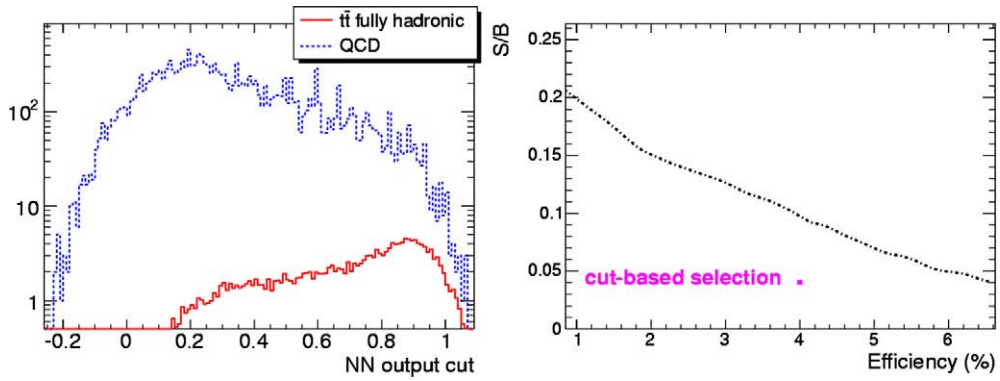 tt̄ fully hadronic
QCD
10²
10
1
-0.2 0 0.2 0.4 0.6 0.8 1
NN output cut
S/B
0.25
0.2
0.15
0.1
0.05
0
cut-based selection
1 2 3 4 5 6
Efficiency (%)